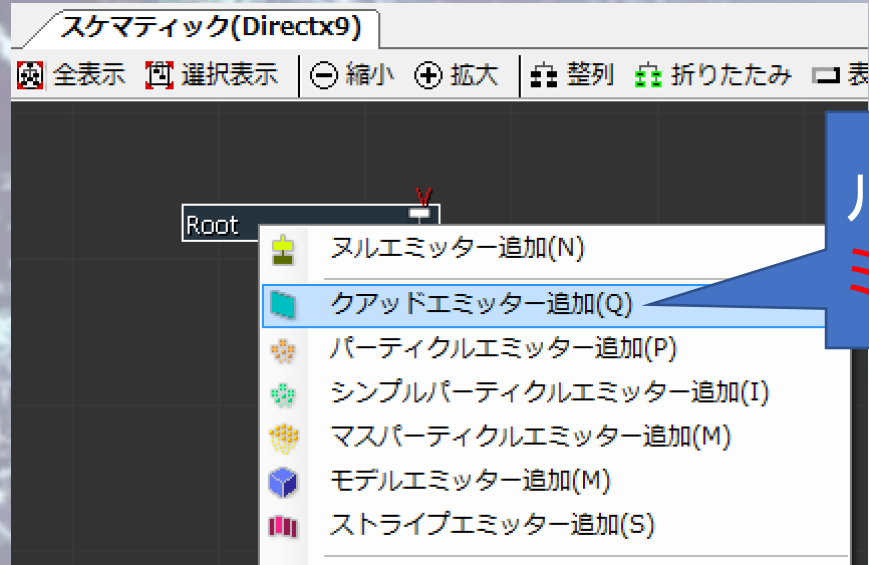 スケマティック(Directx9)
全表示 選択表示 縮小 拡大 整列 折りたたみ 表
Root
ヌルエミッター追加(N)
クアッドエミッター追加(Q)
パーティクルエミッター追加(P)
シンプルパーティクルエミッター追加(I)
マスパーティクルエミッター追加(M)
モデルエミッター追加(M)
ストライプエミッター追加(S)